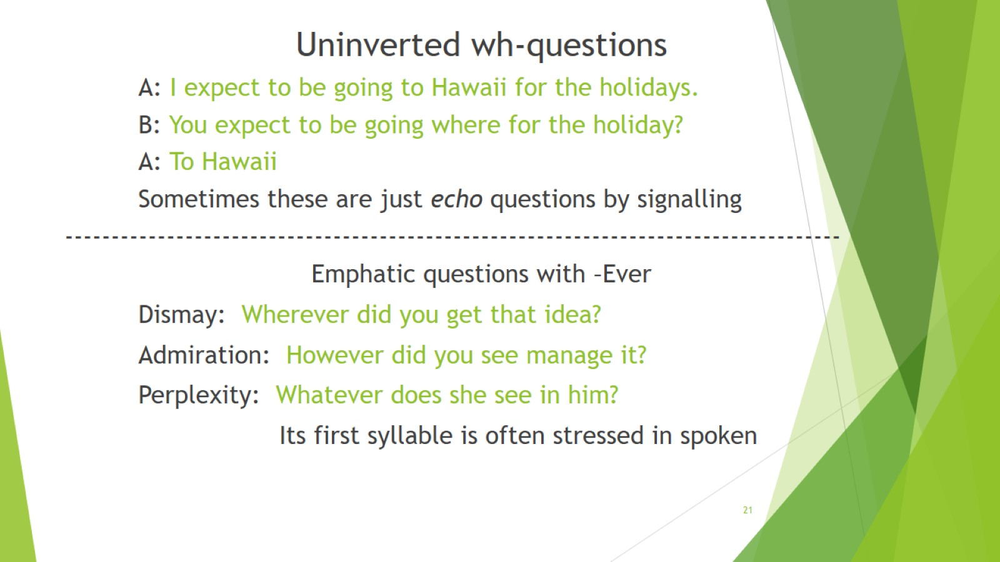 Uninverted wh-questions
A: I expect to be going to Hawaii for the holidays.
B: You expect to be going where for the holiday?
A: To Hawaii
Sometimes these are just echo questions by signalling
-------------------------------------------------------------------------------------
Emphatic questions with –Ever
Dismay: Wherever did you get that idea?
Admiration: However did you see manage it?
Perplexity: Whatever does she see in him?
Its first syllable is often stressed in spoken
21